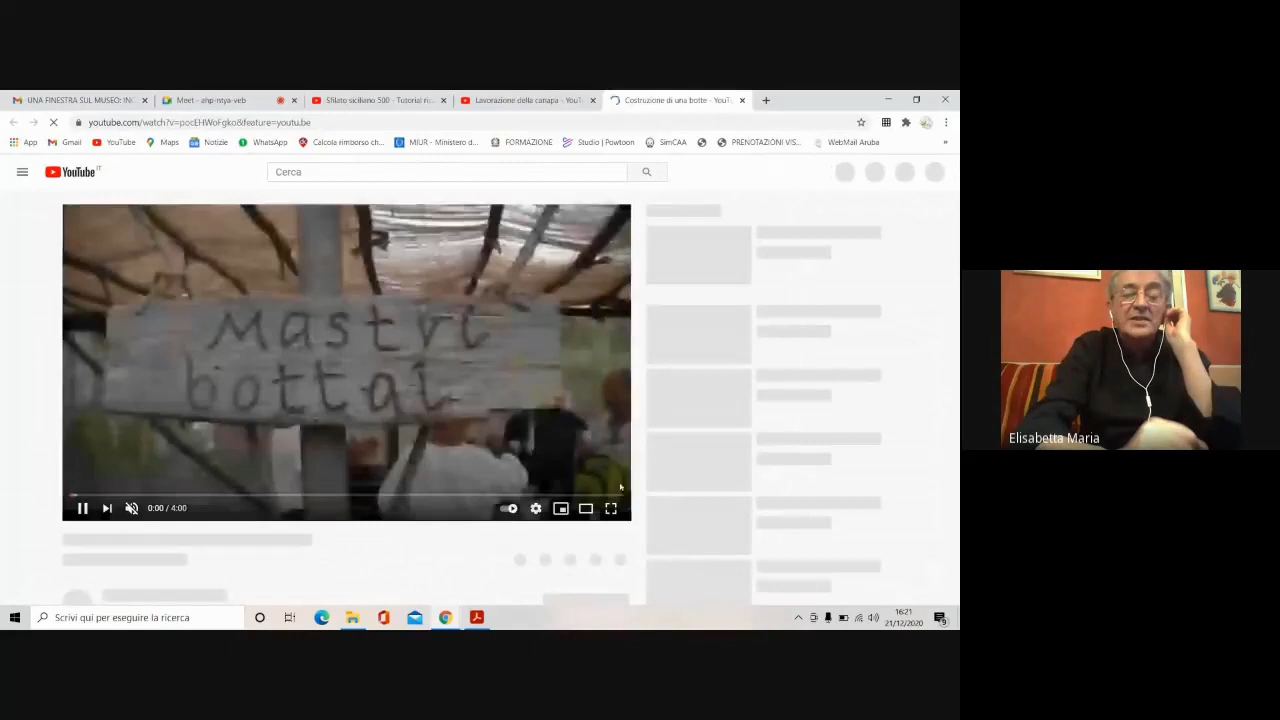 UNA FINESTRA SUL MUSEO: IN
Meet - ahp-ntya-veb
Sfilato siciliano 500 - Tutorial ri
Lavorazione della canapa - YouT
Costruzione di una botte - YouT
youtube.com/watch?v=pocEHWoFgko&feature=youtu.be
App
Gmail
YouTube
Maps
Notizie
WhatsApp
Calcola rimborso ch...
MIUR - Ministero d...
FORMAZIONE
Studio | Powtoon
SimCAA
PRENOTAZIONI VIS...
WebMail Aruba
»
YouTube IT
Cerca
Mastri
bottai
0:00 / 4:00
Elisabetta Maria
Scrivi qui per eseguire la ricerca
16:21
21/12/2020